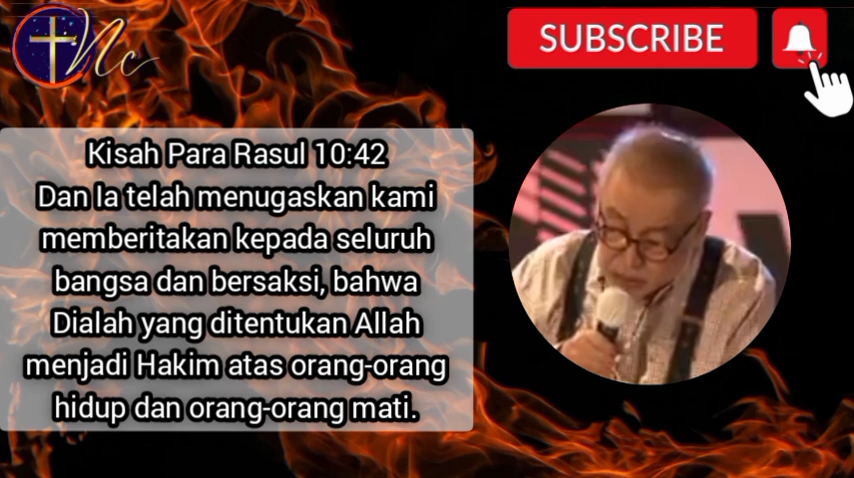 Nc
SUBSCRIBE
Kisah Para Rasul 10:42
Dan Ia telah menugaskan kami
memberitakan kepada seluruh
bangsa dan bersaksi, bahwa
Dialah yang ditentukan Allah
menjadi Hakim atas orang-orang
hidup dan orang-orang mati.